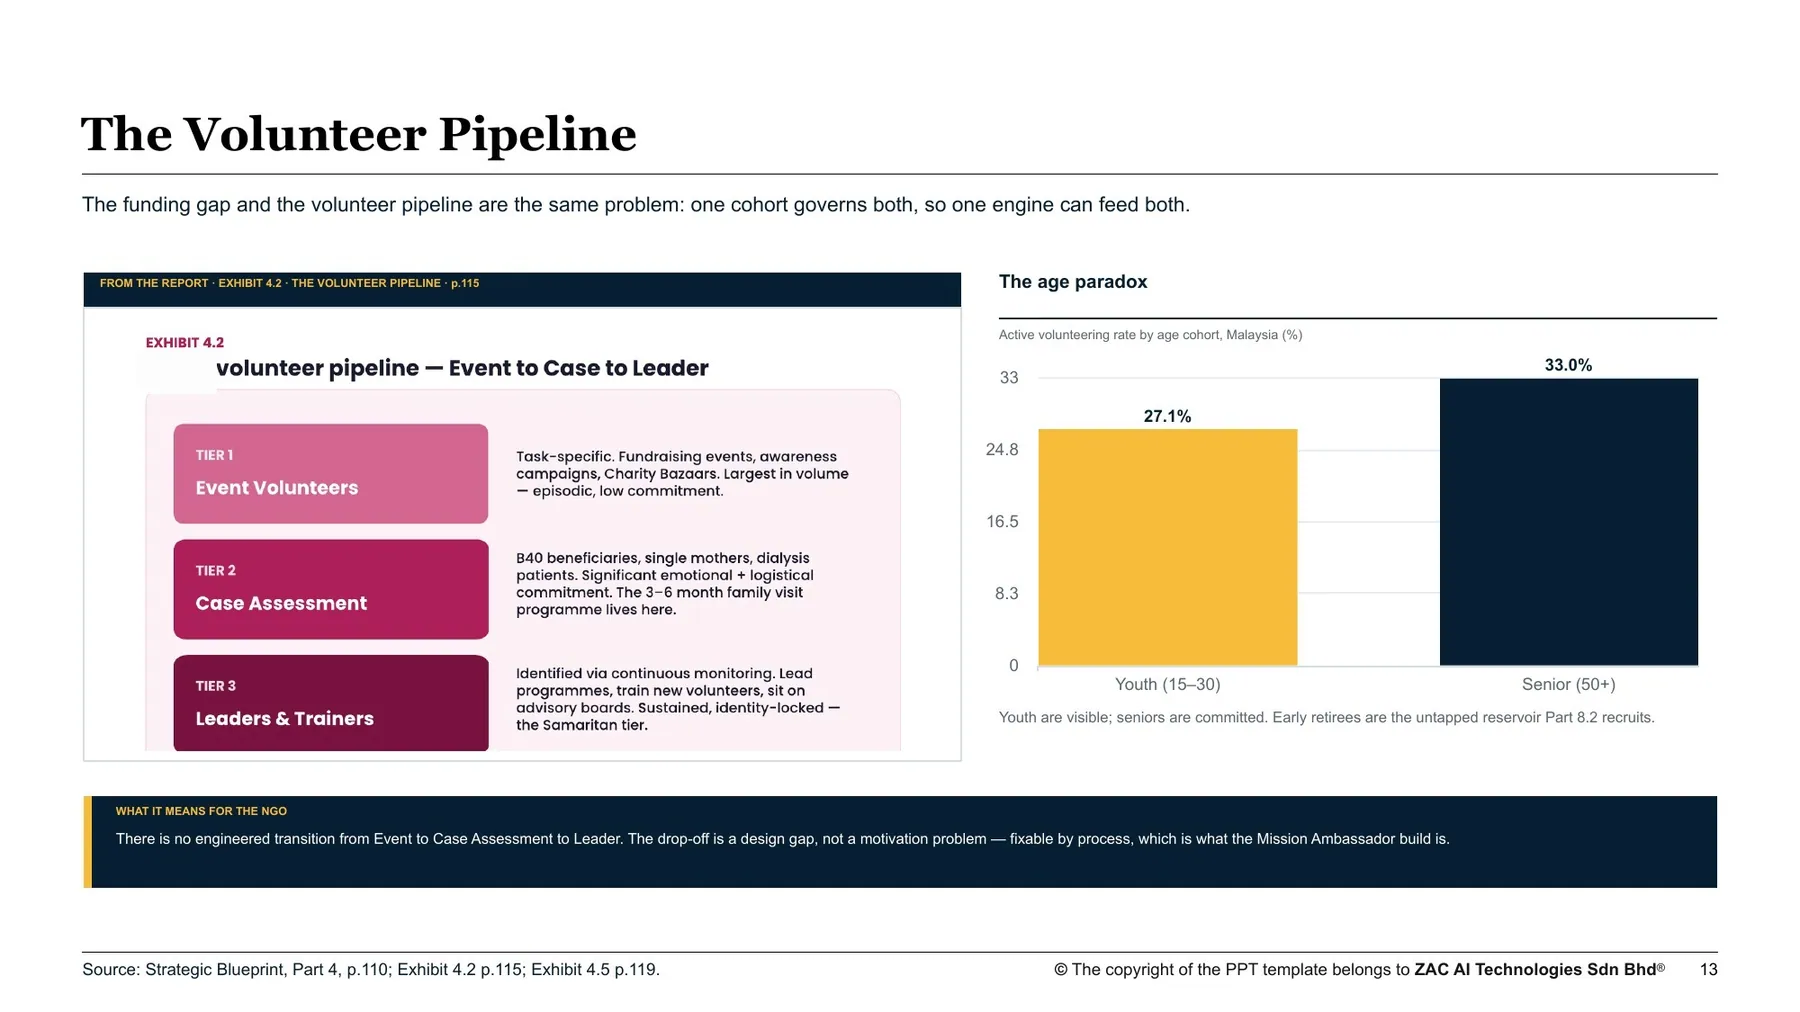 The Volunteer Pipeline
The funding gap and the volunteer pipeline are the same problem: one cohort governs both, so one engine can feed both.
FROM THE REPORT · EXHIBIT 4.2 · THE VOLUNTEER PIPELINE · p.115
EXHIBIT 4.2
volunteer pipeline — Event to Case to Leader
TIER 1
Event Volunteers
Task-specific. Fundraising events, awareness
campaigns, Charity Bazaars. Largest in volume
— episodic, low commitment.
TIER 2
Case Assessment
B40 beneficiaries, single mothers, dialysis
patients. Significant emotional + logistical
commitment. The 3–6 month family visit
programme lives here.
TIER 3
Leaders & Trainers
Identified via continuous monitoring. Lead
programmes, train new volunteers, sit on
advisory boards. Sustained, identity-locked —
the Samaritan tier.
The age paradox
Active volunteering rate by age cohort, Malaysia (%)
33
24.8
16.5
8.3
0
27.1%
33.0%
Youth (15–30)
Senior (50+)
Youth are visible; seniors are committed. Early retirees are the untapped reservoir Part 8.2 recruits.
WHAT IT MEANS FOR THE NGO
There is no engineered transition from Event to Case Assessment to Leader. The drop-off is a design gap, not a motivation problem — fixable by process, which is what the Mission Ambassador build is.
Source: Strategic Blueprint, Part 4, p.110; Exhibit 4.2 p.115; Exhibit 4.5 p.119.
© The copyright of the PPT template belongs to ZAC AI Technologies Sdn Bhd®
13